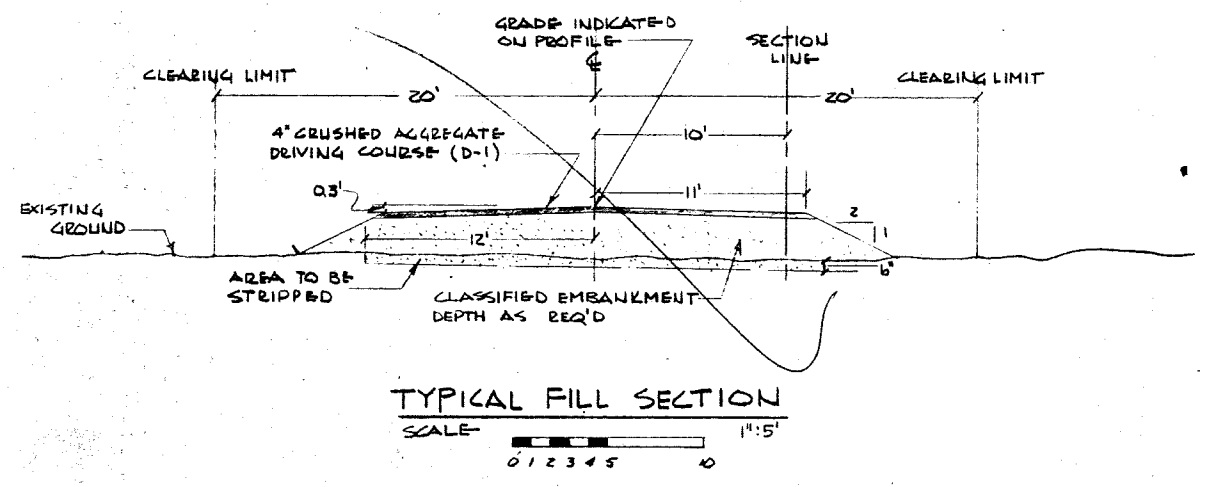 GRADE INDICATED
ON PROFILE
℄
SECTION
LINE
CLEARING LIMIT
CLEARING LIMIT
20'
20'
4" CRUSHED AGGREGATE
DRIVING COURSE (D-1)
10'
0.3'
11'
EXISTING
GROUND
2
1
12'
6"
AREA TO BE
STRIPPED
CLASSIFIED EMBANKMENT
DEPTH AS REQ'D
TYPICAL FILL SECTION
SCALE 1":5'
0 1 2 3 4 5 10